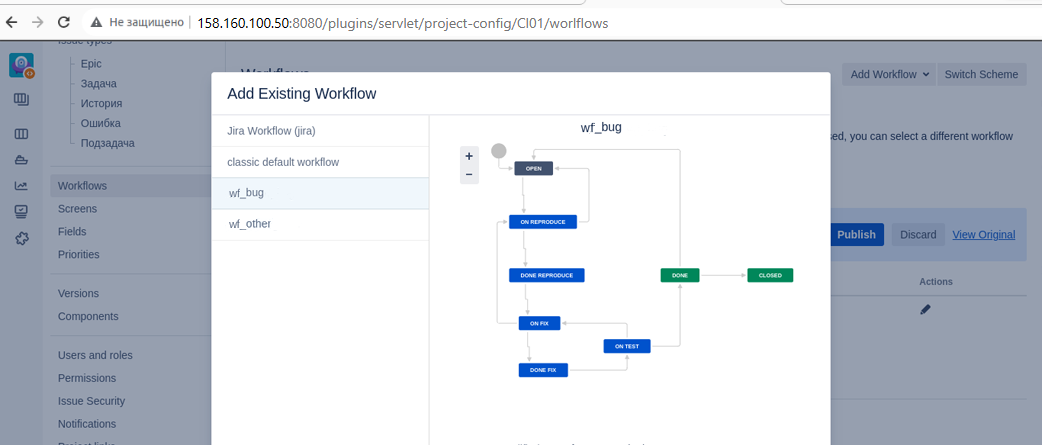 Не защищено
158.160.100.50:8080/plugins/servlet/project-config/CI01/worlflows
Issue types
Epic
Задача
История
Ошибка
Подзадача
Workflows
Screens
Fields
Priorities
Versions
Components
Users and roles
Permissions
Issue Security
Notifications
Project links
Workflows
Add Workflow
Switch Scheme
sed, you can select a different workflow
Publish
Discard
View Original
Actions
Add Existing Workflow
Jira Workflow (jira)
classic default workflow
wf_bug
wf_other
wf_bug
+
−
OPEN
ON REPRODUCE
DONE REPRODUCE
DONE
CLOSED
ON FIX
ON TEST
DONE FIX